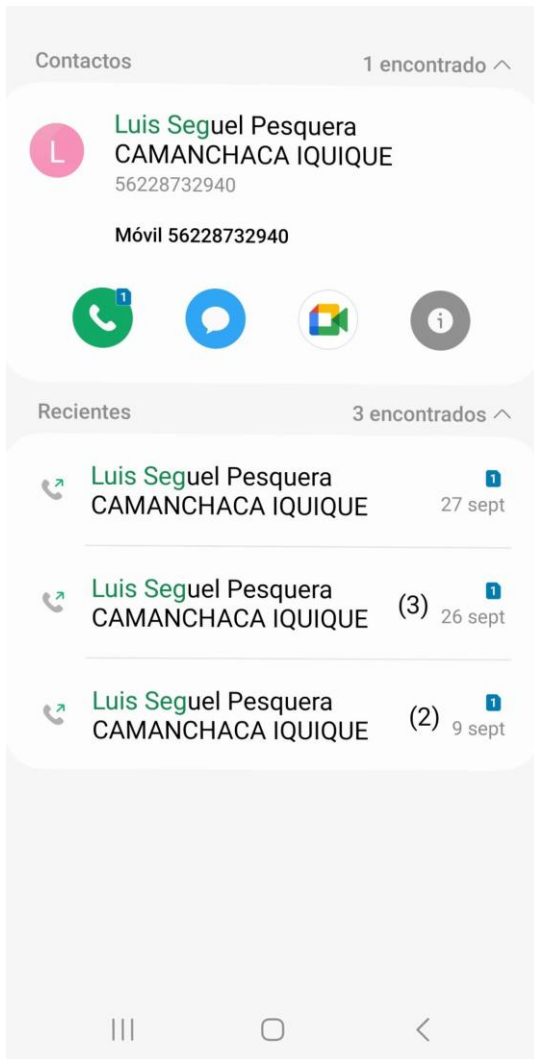 Contactos 1 encontrado
L
Luis Seguel Pesquera
CAMANCHACA IQUIQUE
56228732940
Móvil 56228732940
1
Recientes 3 encontrados
Luis Seguel Pesquera 1
CAMANCHACA IQUIQUE 27 sept
Luis Seguel Pesquera 1
CAMANCHACA IQUIQUE (3) 26 sept
Luis Seguel Pesquera 1
CAMANCHACA IQUIQUE (2) 9 sept